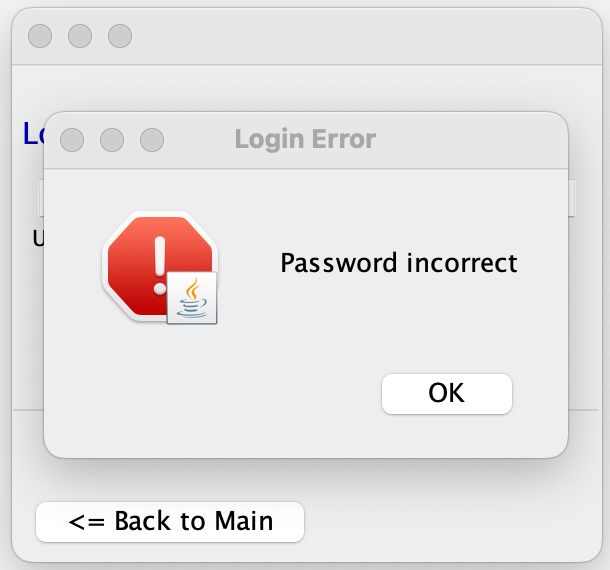 Login Error
Password incorrect
OK
<= Back to Main